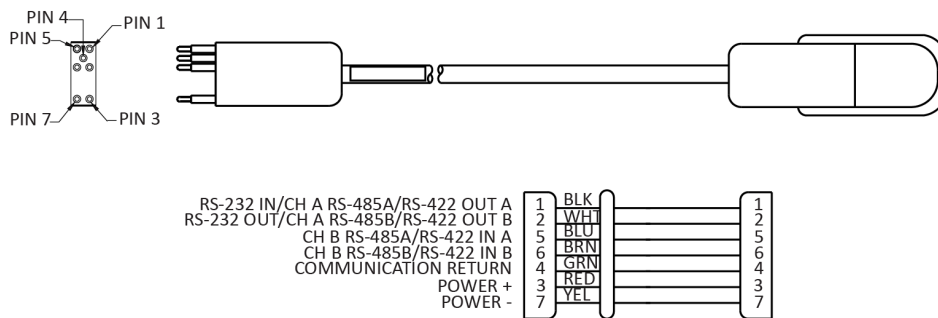 PIN 4
PIN 1
PIN 5
PIN 7
PIN 3
RS-232 IN/CH A RS-485A/RS-422 OUT A 1 BLK 1
RS-232 OUT/CH A RS-485B/RS-422 OUT B 2 WHT 2
CH B RS-485A/RS-422 IN A 5 BLU 5
CH B RS-485B/RS-422 IN B 6 BRN 6
COMMUNICATION RETURN 4 GRN 4
POWER + 3 RED 3
POWER - 7 YEL 7